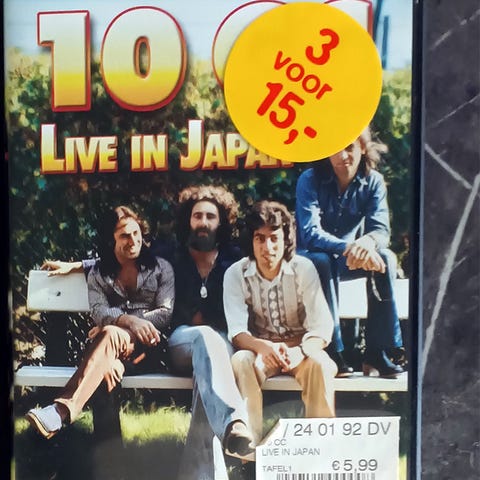 10
LIVE IN JAPAN
3
voor
15,-
/ 24 01 92 DV
CC
LIVE IN JAPAN
TAFEL1 €5,99